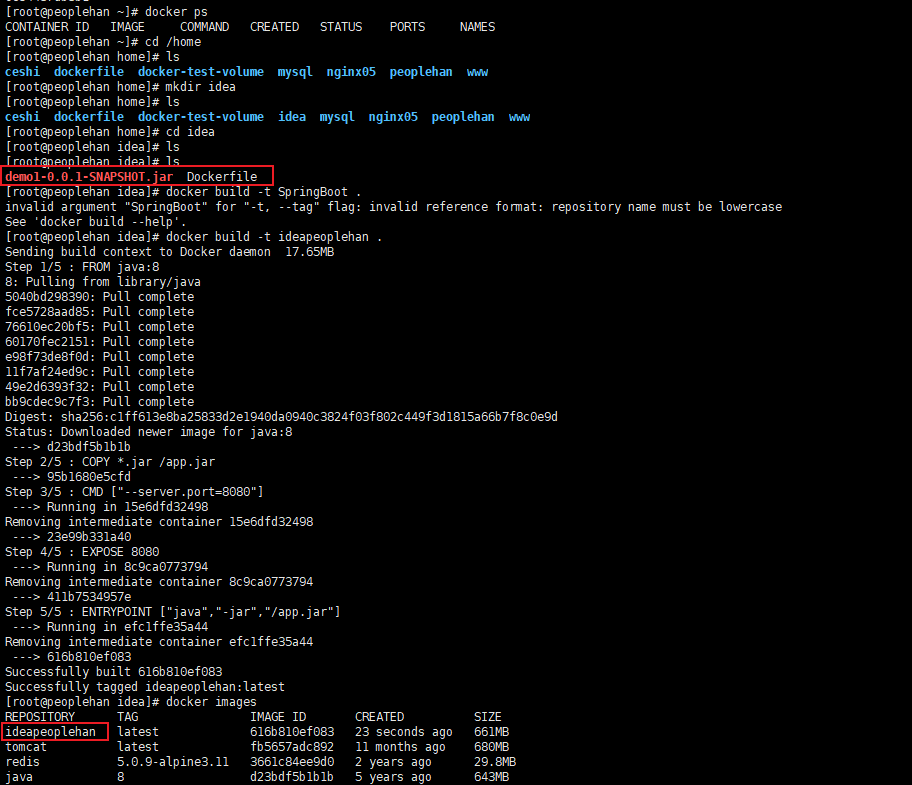 [root@peoplehan ~]# docker ps
CONTAINER ID   IMAGE     COMMAND   CREATED   STATUS    PORTS     NAMES
[root@peoplehan ~]# cd /home
[root@peoplehan home]# ls
ceshi  dockerfile  docker-test-volume  mysql  nginx05  peoplehan  www
[root@peoplehan home]# mkdir idea
[root@peoplehan home]# ls
ceshi  dockerfile  docker-test-volume  idea  mysql  nginx05  peoplehan  www
[root@peoplehan home]# cd idea
[root@peoplehan idea]# ls
[root@peoplehan idea]# ls
demo1-0.0.1-SNAPSHOT.jar  Dockerfile
[root@peoplehan idea]# docker build -t SpringBoot .
invalid argument "SpringBoot" for "-t, --tag" flag: invalid reference format: repository name must be lowercase
See 'docker build --help'.
[root@peoplehan idea]# docker build -t ideapeoplehan .
Sending build context to Docker daemon  17.65MB
Step 1/5 : FROM java:8
8: Pulling from library/java
5040bd298390: Pull complete
fce5728aad85: Pull complete
76610ec20bf5: Pull complete
60170fec2151: Pull complete
e98f73de8f0d: Pull complete
11f7af24ed9c: Pull complete
49e2d6393f32: Pull complete
bb9cdec9c7f3: Pull complete
Digest: sha256:c1ff613e8ba25833d2e1940da0940c3824f03f802c449f3d1815a66b7f8c0e9d
Status: Downloaded newer image for java:8
 ---> d23bdf5b1b1b
Step 2/5 : COPY *.jar /app.jar
 ---> 95b1680e5cfd
Step 3/5 : CMD ["--server.port=8080"]
 ---> Running in 15e6dfd32498
Removing intermediate container 15e6dfd32498
 ---> 23e99b331a40
Step 4/5 : EXPOSE 8080
 ---> Running in 8c9ca0773794
Removing intermediate container 8c9ca0773794
 ---> 411b7534957e
Step 5/5 : ENTRYPOINT ["java","-jar","/app.jar"]
 ---> Running in efc1ffe35a44
Removing intermediate container efc1ffe35a44
 ---> 616b810ef083
Successfully built 616b810ef083
Successfully tagged ideapeoplehan:latest
[root@peoplehan idea]# docker images
REPOSITORY      TAG                IMAGE ID       CREATED          SIZE
ideapeoplehan   latest             616b810ef083   23 seconds ago   661MB
tomcat          latest             fb5657adc892   11 months ago    680MB
redis           5.0.9-alpine3.11   3661c84ee9d0   2 years ago      29.8MB
java            8                  d23bdf5b1b1b   5 years ago      643MB